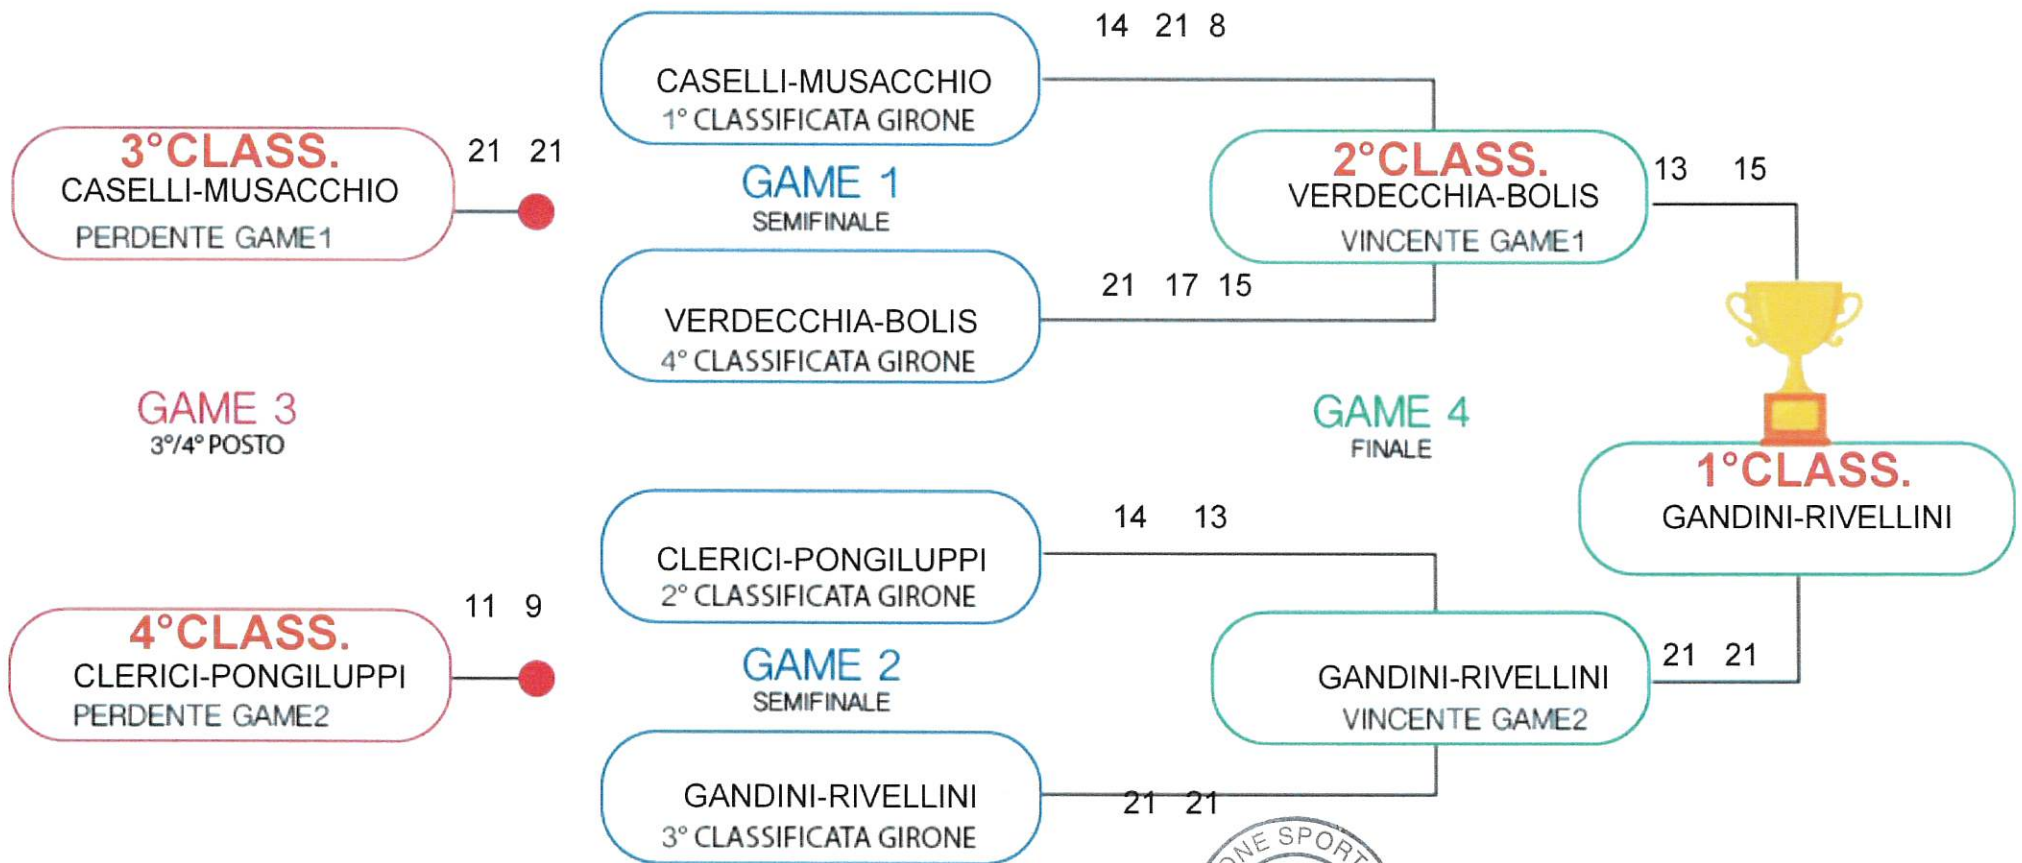 14 21 8
CASELLI-MUSACCHIO
1° CLASSIFICATA GIRONE
3°CLASS.
CASELLI-MUSACCHIO
PERDENTE GAME1
21 21
GAME 1
SEMIFINALE
2°CLASS.
VERDECCHIA-BOLIS
VINCENTE GAME1
13 15
21 17 15
VERDECCHIA-BOLIS
4° CLASSIFICATA GIRONE
GAME 3
3°/4° POSTO
GAME 4
FINALE
1°CLASS.
GANDINI-RIVELLINI
14 13
CLERICI-PONGILUPPI
2° CLASSIFICATA GIRONE
4°CLASS.
CLERICI-PONGILUPPI
PERDENTE GAME2
11 9
GAME 2
SEMIFINALE
GANDINI-RIVELLINI
VINCENTE GAME2
21 21
GANDINI-RIVELLINI
3° CLASSIFICATA GIRONE
21 21